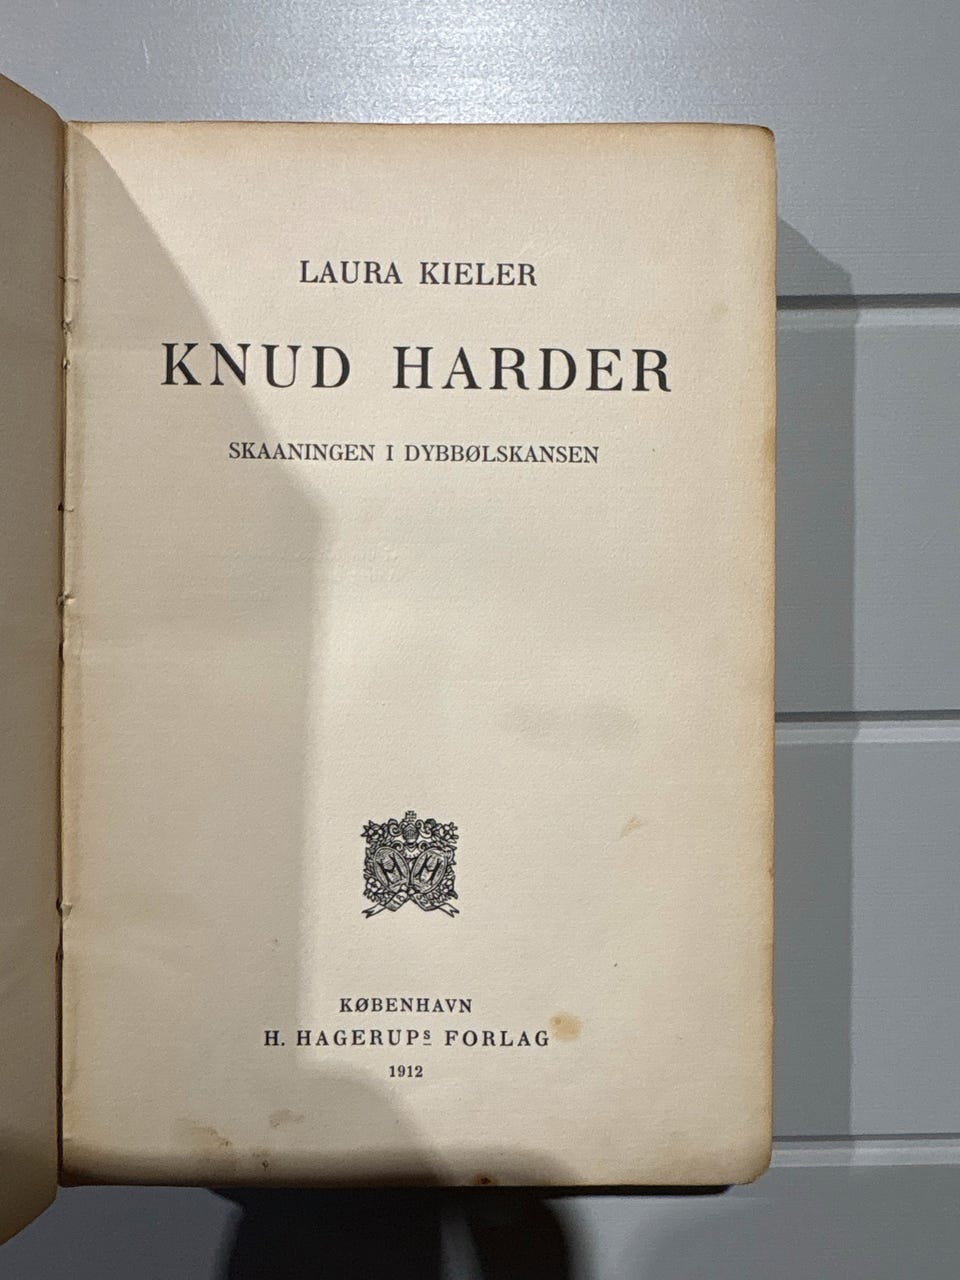 LAURA KIELER
KNUD HARDER
SKAANINGEN I DYBBØLSKANSEN
H H
KØBENHAVN
H. HAGERUPs FORLAG
1912